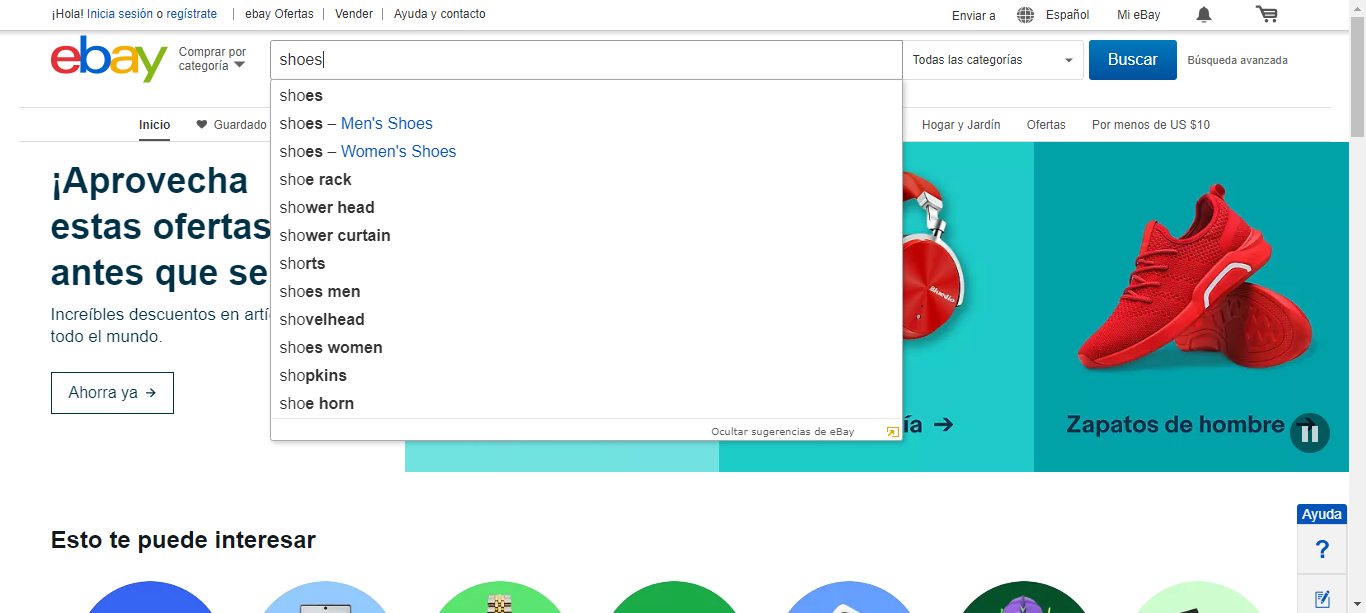 ¡Hola! Inicia sesión o regístrate
ebay Ofertas
Vender
Ayuda y contacto
Enviar a
Español
Mi eBay
ebay
Comprar por
categoría
shoes
Todas las categorías
Buscar
Búsqueda avanzada
Inicio
Guardado
Hogar y Jardín
Ofertas
Por menos de US $10
shoes
shoes – Men's Shoes
shoes – Women's Shoes
shoe rack
shower head
shower curtain
shorts
shoes men
shovelhead
shoes women
shopkins
shoe horn
Ocultar sugerencias de eBay
¡Aprovecha
estas ofertas
antes que se
Increíbles descuentos en artí
todo el mundo.
Ahorra ya →
Bluedio
ía →
Zapatos de hombre →
Esto te puede interesar
Ayuda
?